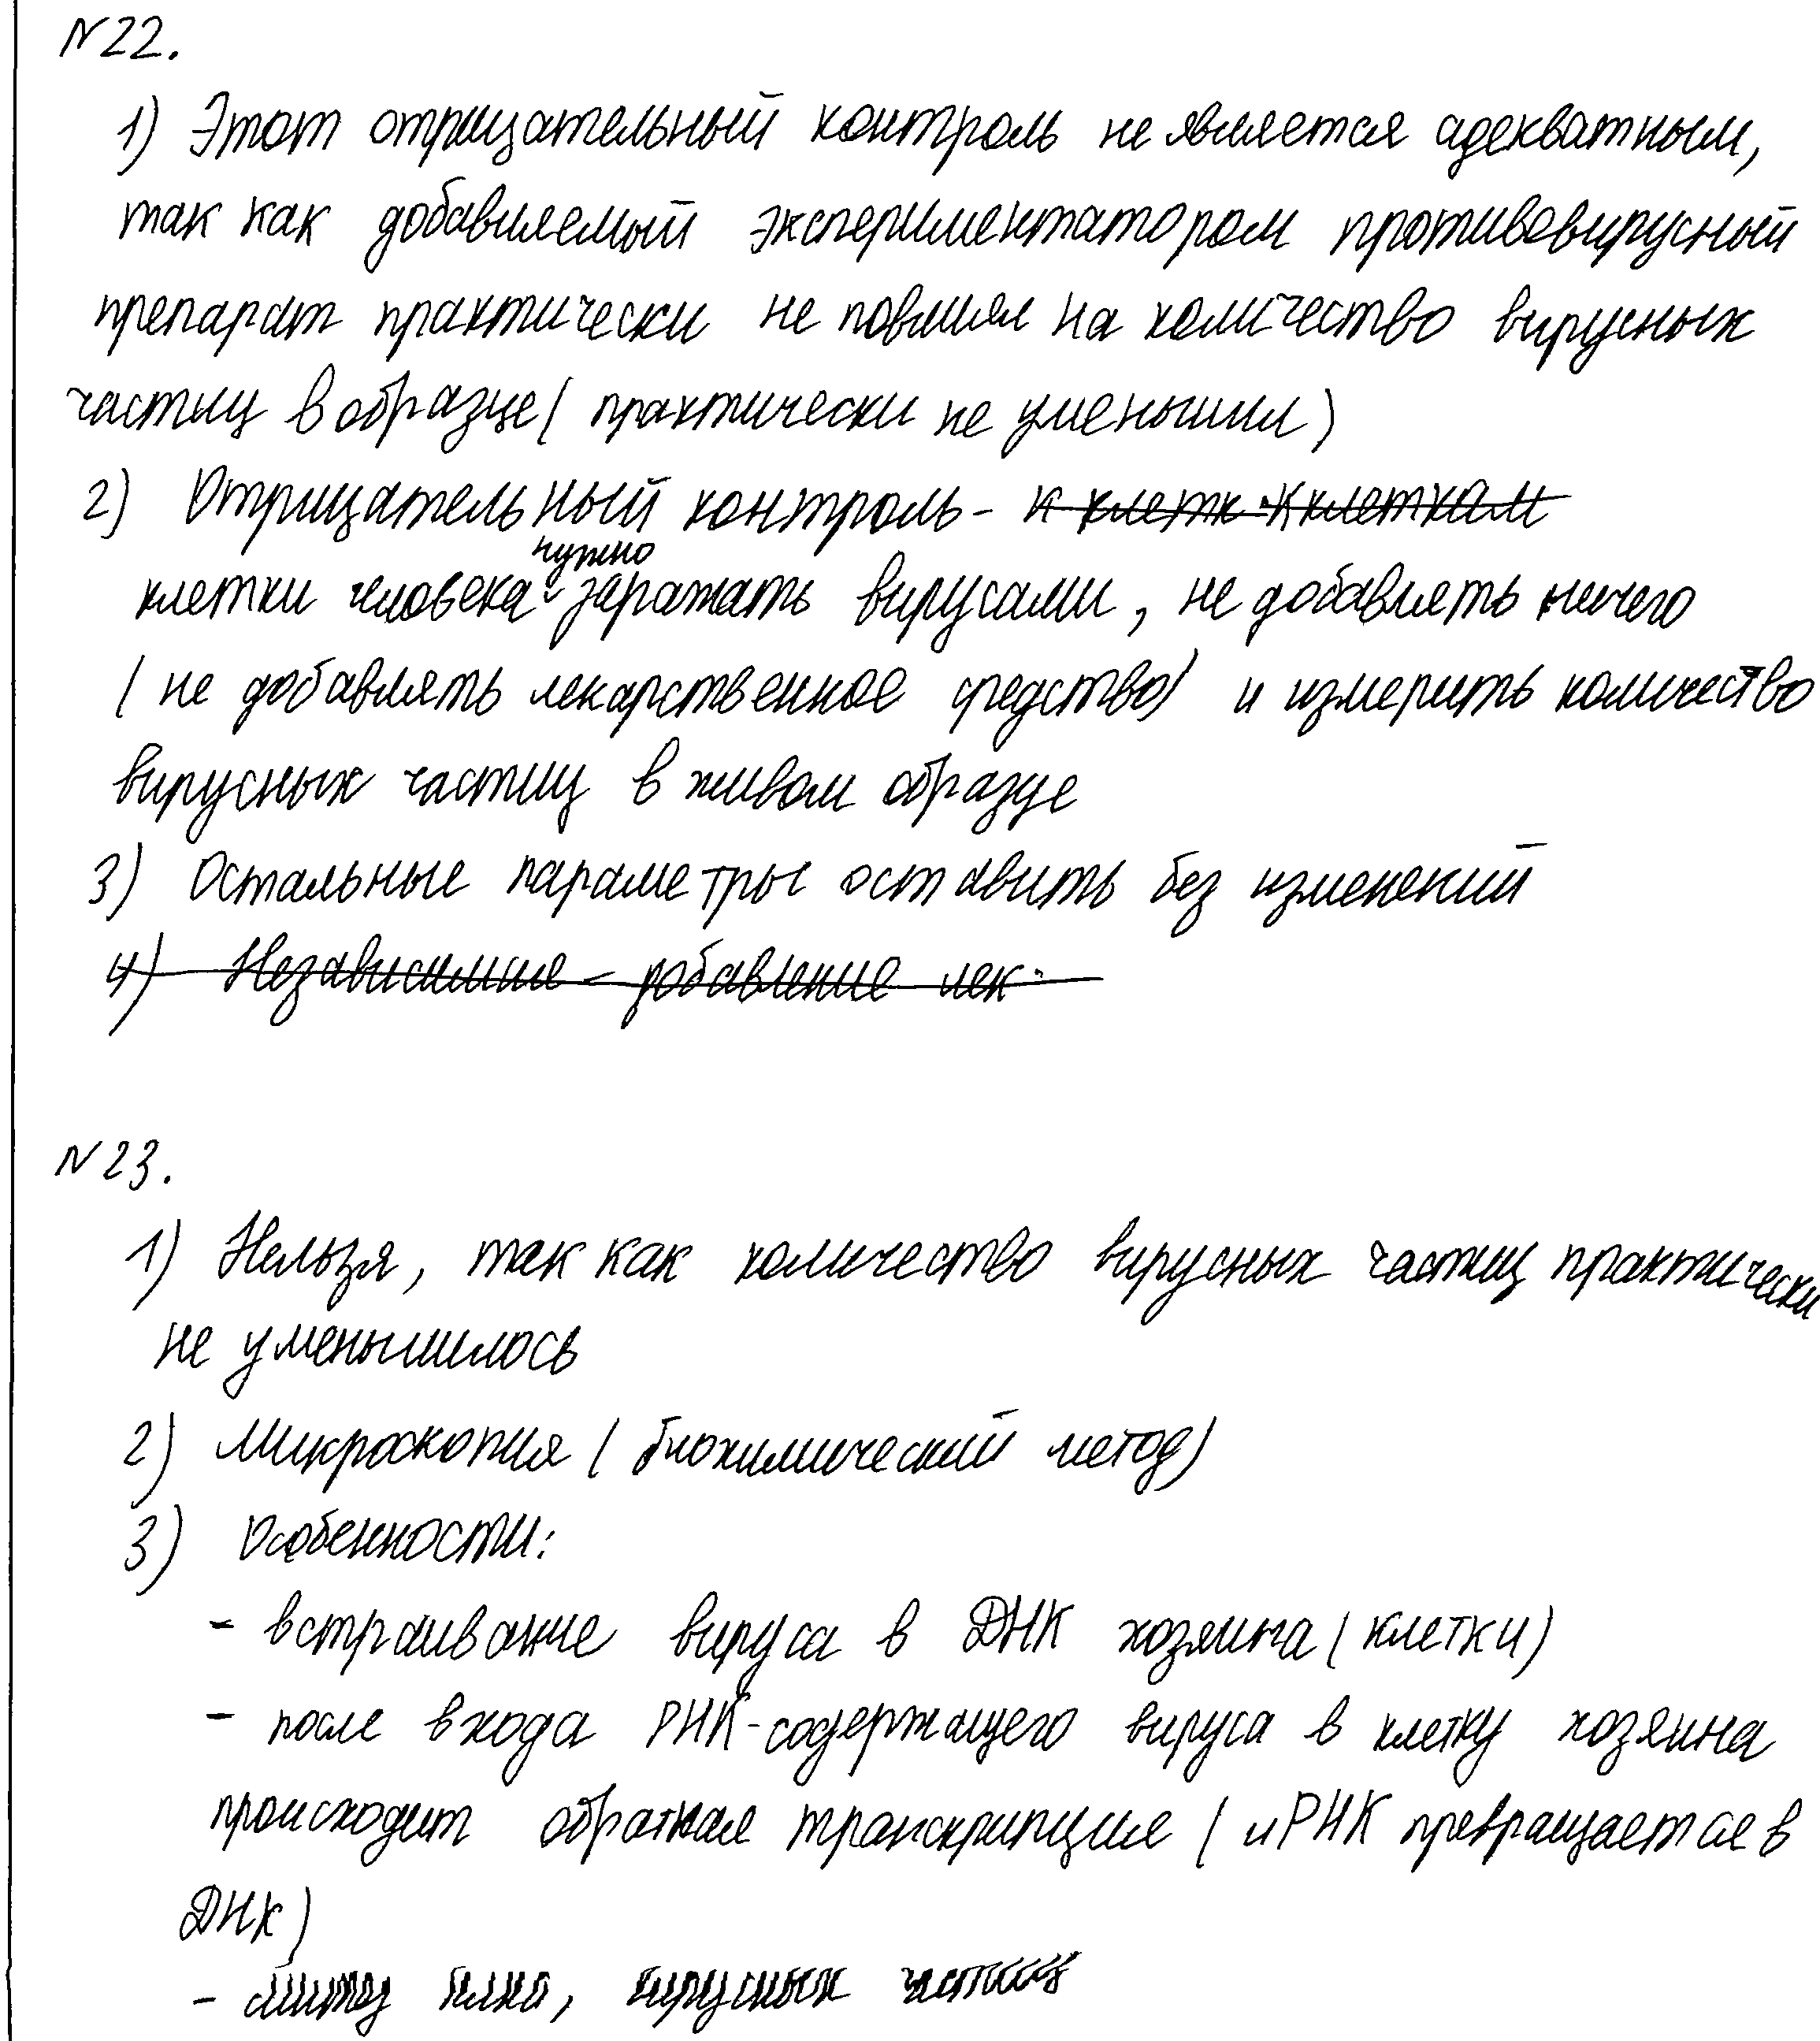 N22.
1) Этот отрицательный контроль не является адекватным,
так как добавляемый экспериментатором противовирусный
препарат практически не повлиял на количество вирусных
частиц в образце (практически не уменьшил)
2) Отрицательный контроль - к клетк к клеткам
нужно
клетки человека заражать вирусами, не добавлять ничего
(не добавлять лекарственное средство) и измерить количество
вирусных частиц в живом образце
3) Остальные параметры оставить без изменений
4) Независимые - добавление лек.
N23.
1) Нельзя, так как количество вирусных частиц практически
не уменьшилось
2) Микроскопия (биохимический метод)
3) Особенности:
- встраивание вируса в ДНК хозяина (клетки)
- после входа РНК-содержащего вируса в клетку хозяина
происходит обратная транскрипция (иРНК превращается в
ДНК)
- синтез белка, вирусных частиц